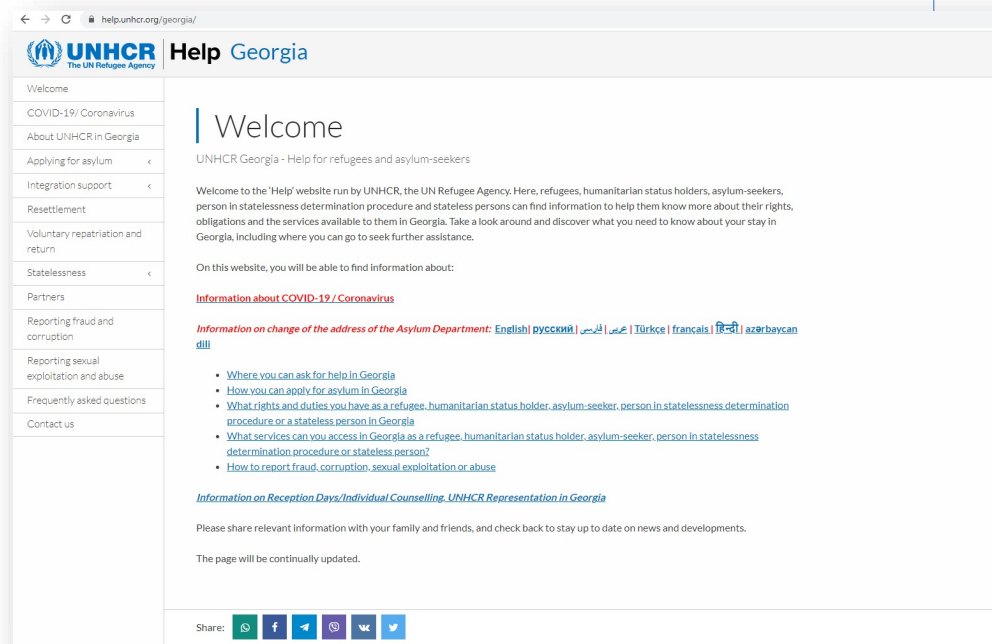 help.unhcr.org/georgia/
UNHCR
The UN Refugee Agency
Help Georgia
Welcome
COVID-19/ Coronavirus
About UNHCR in Georgia
Applying for asylum
Integration support
Resettlement
Voluntary repatriation and
return
Statelessness
Partners
Reporting fraud and
corruption
Reporting sexual
exploitation and abuse
Frequently asked questions
Contact us
Welcome
UNHCR Georgia - Help for refugees and asylum-seekers
Welcome to the 'Help' website run by UNHCR, the UN Refugee Agency. Here, refugees, humanitarian status holders, asylum-seekers,
person in statelessness determination procedure and stateless persons can find information to help them know more about their rights,
obligations and the services available to them in Georgia. Take a look around and discover what you need to know about your stay in
Georgia, including where you can go to seek further assistance.
On this website, you will be able to find information about:
Information about COVID-19 / Coronavirus
Information on change of the address of the Asylum Department: English| русский | فارسی | عربي | Türkçe | français | हिन्दी | azərbaycan
dili
• Where you can ask for help in Georgia
• How you can apply for asylum in Georgia
• What rights and duties you have as a refugee, humanitarian status holder, asylum-seeker, person in statelessness determination
procedure or a stateless person in Georgia
• What services can you access in Georgia as a refugee, humanitarian status holder, asylum-seeker, person in statelessness
determination procedure or stateless person?
• How to report fraud, corruption, sexual exploitation or abuse
Information on Reception Days/Individual Counselling, UNHCR Representation in Georgia
Please share relevant information with your family and friends, and check back to stay up to date on news and developments.
The page will be continually updated.
Share: